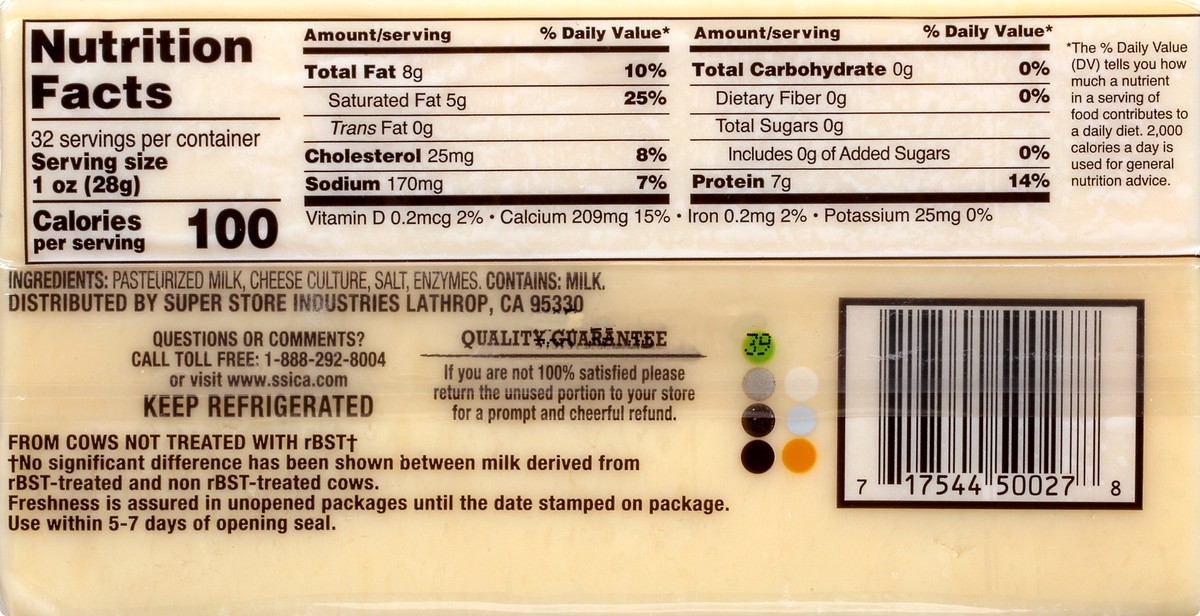 Nutrition
Facts
32 servings per container
Serving size
1 oz (28g)
Calories
per serving
100
Amount/serving % Daily Value*
Total Fat 8g 10%
Saturated Fat 5g 25%
Trans Fat 0g
Cholesterol 25mg 8%
Sodium 170mg 7%
Amount/serving % Daily Value*
Total Carbohydrate 0g 0%
Dietary Fiber 0g 0%
Total Sugars 0g
Includes 0g of Added Sugars 0%
Protein 7g 14%
Vitamin D 0.2mcg 2% • Calcium 209mg 15% • Iron 0.2mg 2% • Potassium 25mg 0%
*The % Daily Value
(DV) tells you how
much a nutrient
in a serving of
food contributes to
a daily diet. 2,000
calories a day is
used for general
nutrition advice.
INGREDIENTS: PASTEURIZED MILK, CHEESE CULTURE, SALT, ENZYMES. CONTAINS: MILK.
DISTRIBUTED BY SUPER STORE INDUSTRIES LATHROP, CA 95330
QUESTIONS OR COMMENTS?
CALL TOLL FREE: 1-888-292-8004
or visit www.ssica.com
KEEP REFRIGERATED
QUALITY GUARANTEE
If you are not 100% satisfied please
return the unused portion to your store
for a prompt and cheerful refund.
39
FROM COWS NOT TREATED WITH rBST†
†No significant difference has been shown between milk derived from
rBST-treated and non rBST-treated cows.
Freshness is assured in unopened packages until the date stamped on package.
Use within 5-7 days of opening seal.
7 17544 50027 8